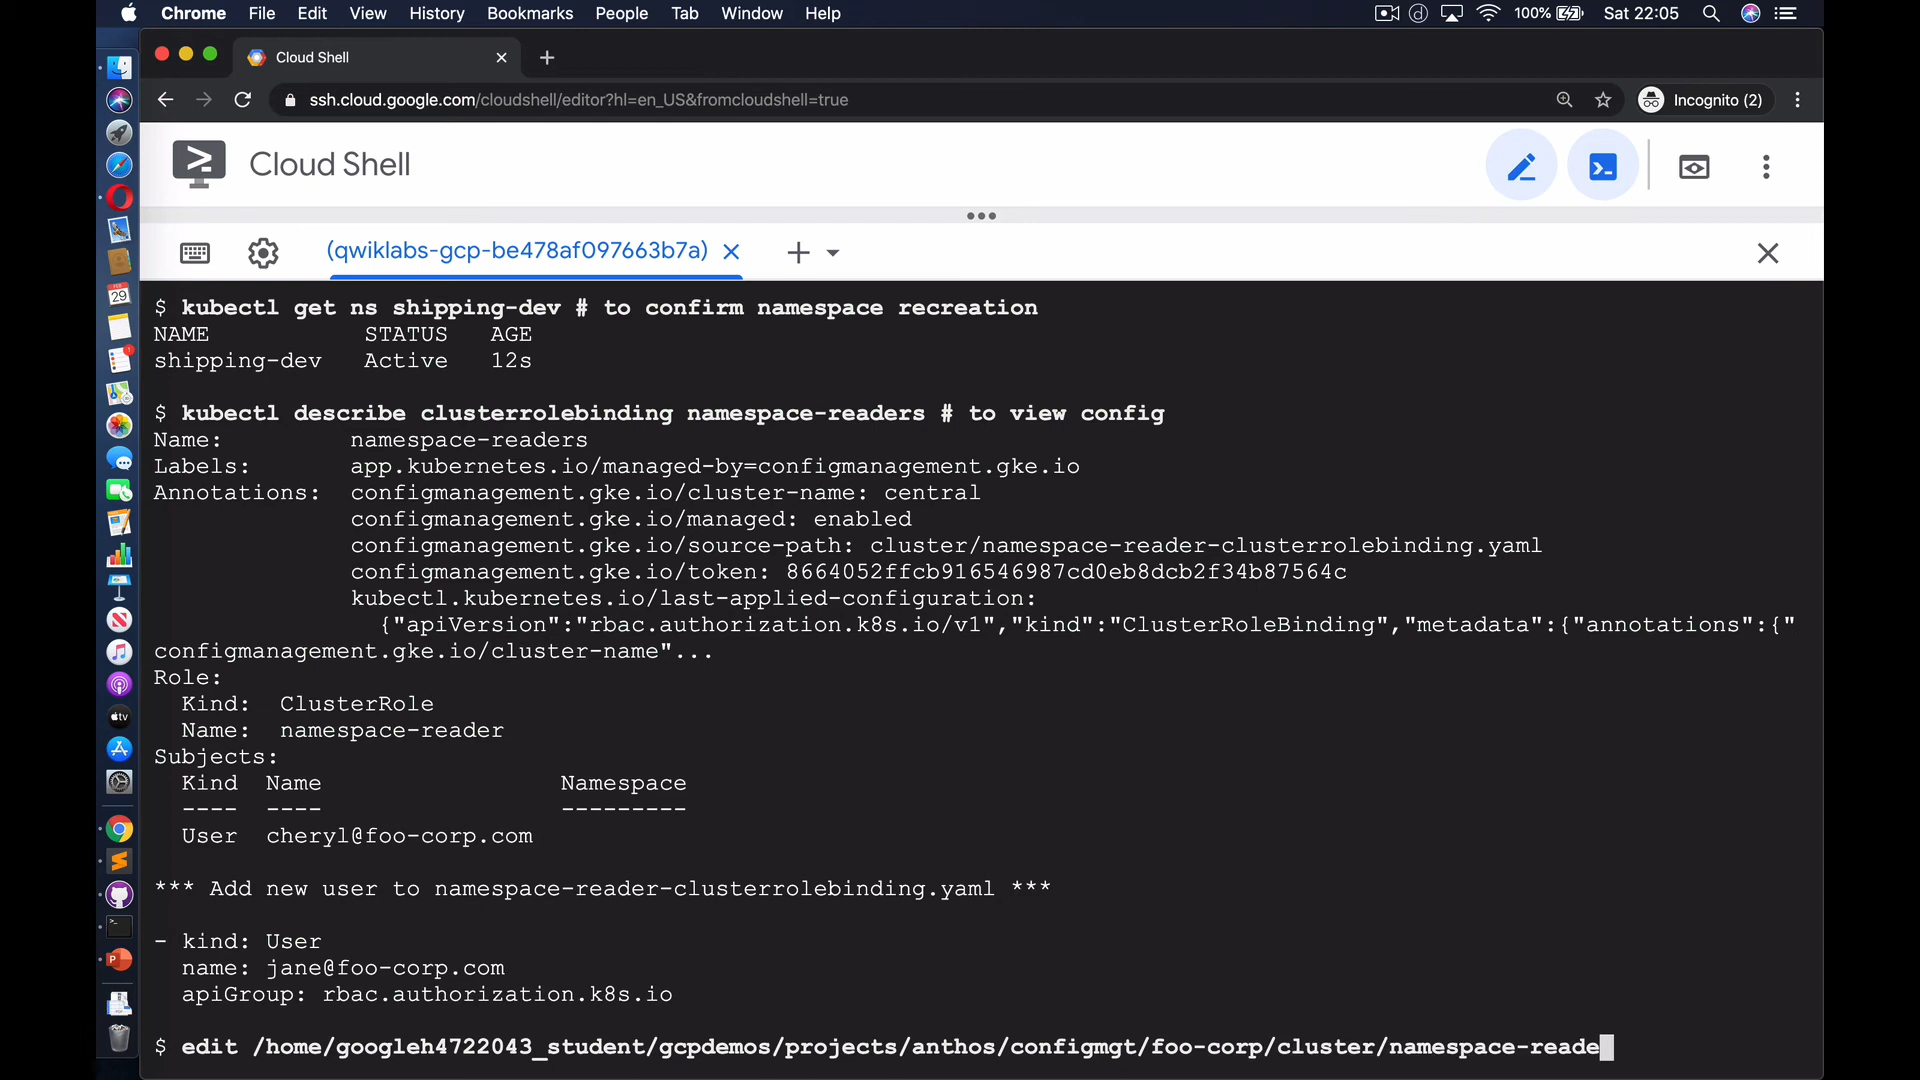 Chrome File Edit View History Bookmarks People Tab Window Help 100% Sat 22:05
Cloud Shell
ssh.cloud.google.com/cloudshell/editor?hl=en_US&fromcloudshell=true Incognito (2)
Cloud Shell
(qwiklabs-gcp-be478af097663b7a)
$ kubectl get ns shipping-dev # to confirm namespace recreation
NAME STATUS AGE
shipping-dev Active 12s
$ kubectl describe clusterrolebinding namespace-readers # to view config
Name: namespace-readers
Labels: app.kubernetes.io/managed-by=configmanagement.gke.io
Annotations: configmanagement.gke.io/cluster-name: central
configmanagement.gke.io/managed: enabled
configmanagement.gke.io/source-path: cluster/namespace-reader-clusterrolebinding.yaml
configmanagement.gke.io/token: 8664052ffcb916546987cd0eb8dcb2f34b87564c
kubectl.kubernetes.io/last-applied-configuration:
{"apiVersion":"rbac.authorization.k8s.io/v1","kind":"ClusterRoleBinding","metadata":{"annotations":{"
configmanagement.gke.io/cluster-name"...
Role:
Kind: ClusterRole
Name: namespace-reader
Subjects:
Kind Name Namespace
---- ---- ---------
User cheryl@foo-corp.com
*** Add new user to namespace-reader-clusterrolebinding.yaml ***
- kind: User
name: jane@foo-corp.com
apiGroup: rbac.authorization.k8s.io
$ edit /home/googleh4722043_student/gcpdemos/projects/anthos/configmgt/foo-corp/cluster/namespace-reade